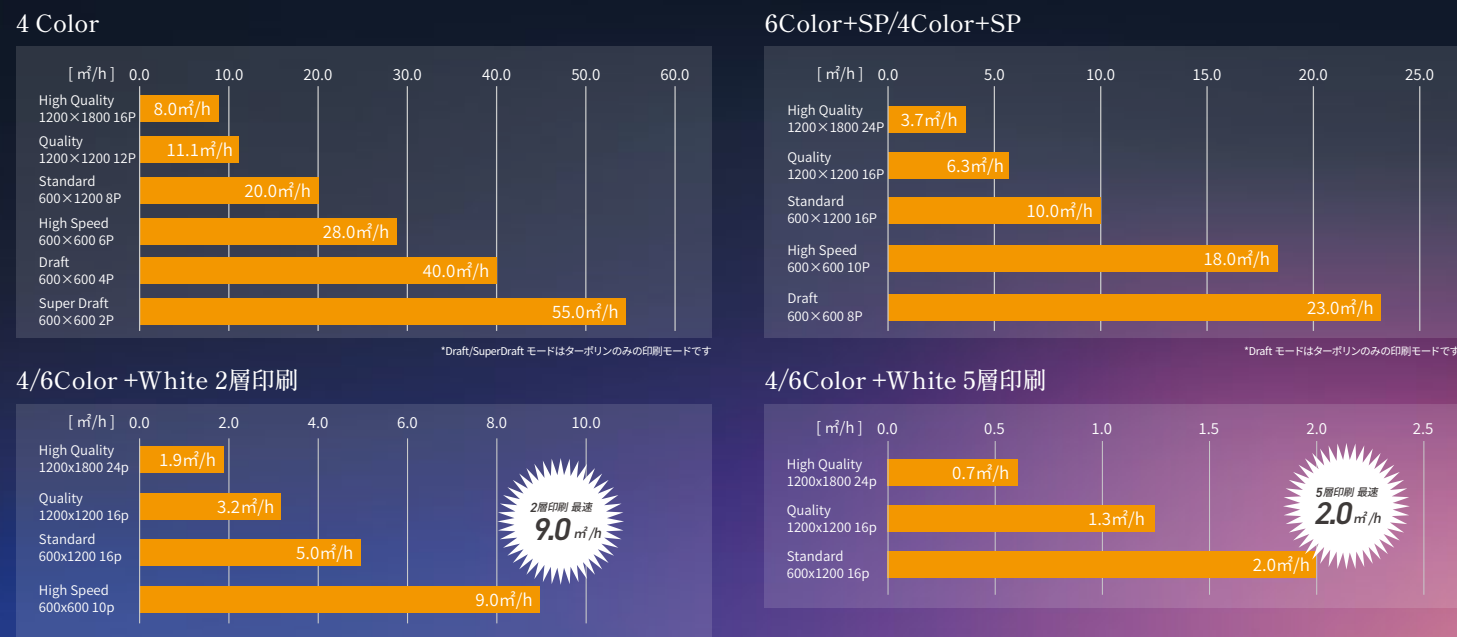 4 Color
[ ㎡/h ] 0.0 10.0 20.0 30.0 40.0 50.0 60.0
High Quality
1200×1800 16P
8.0㎡/h
Quality
1200×1200 12P
11.1㎡/h
Standard
600×1200 8P
20.0㎡/h
High Speed
600×600 6P
28.0㎡/h
Draft
600×600 4P
40.0㎡/h
Super Draft
600×600 2P
55.0㎡/h
*Draft/SuperDraft モードはターポリンのみの印刷モードです
6Color+SP/4Color+SP
[ ㎡/h ] 0.0 5.0 10.0 15.0 20.0 25.0
High Quality
1200×1800 24P
3.7㎡/h
Quality
1200×1200 16P
6.3㎡/h
Standard
600×1200 16P
10.0㎡/h
High Speed
600×600 10P
18.0㎡/h
Draft
600×600 8P
23.0㎡/h
*Draft モードはターポリンのみの印刷モードです
4/6Color +White 2層印刷
[ ㎡/h ] 0.0 2.0 4.0 6.0 8.0 10.0
High Quality
1200x1800 24p
1.9㎡/h
Quality
1200x1200 16p
3.2㎡/h
Standard
600x1200 16p
5.0㎡/h
High Speed
600x600 10p
9.0㎡/h
2層印刷 最速
9.0 ㎡/h
4/6Color +White 5層印刷
[ ㎡/h ] 0.0 0.5 1.0 1.5 2.0 2.5
High Quality
1200x1800 24p
0.7㎡/h
Quality
1200x1200 16p
1.3㎡/h
Standard
600x1200 16p
2.0㎡/h
5層印刷 最速
2.0 ㎡/h